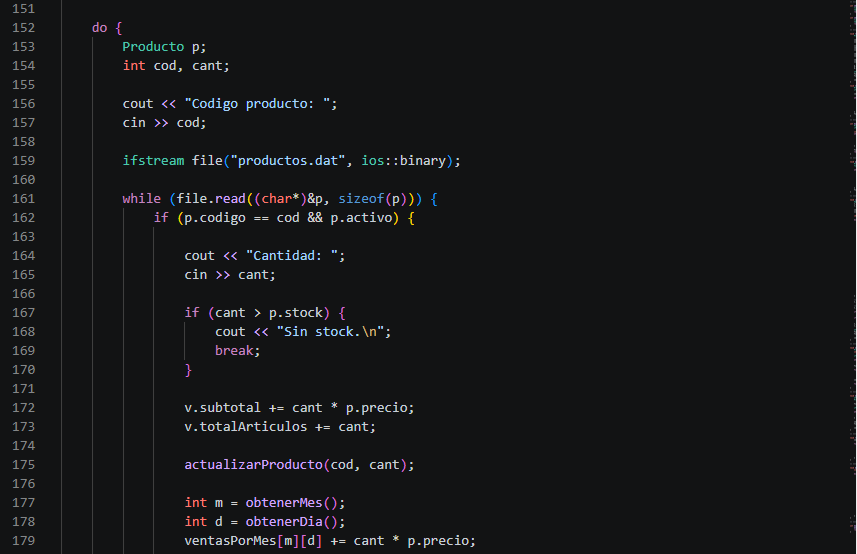 151
152 do {
153 Producto p;
154 int cod, cant;
155
156 cout << "Codigo producto: ";
157 cin >> cod;
158
159 ifstream file("productos.dat", ios::binary);
160
161 while (file.read((char*)&p, sizeof(p))) {
162 if (p.codigo == cod && p.activo) {
163
164 cout << "Cantidad: ";
165 cin >> cant;
166
167 if (cant > p.stock) {
168 cout << "Sin stock.\n";
169 break;
170 }
171
172 v.subtotal += cant * p.precio;
173 v.totalArticulos += cant;
174
175 actualizarProducto(cod, cant);
176
177 int m = obtenerMes();
178 int d = obtenerDia();
179 ventasPorMes[m][d] += cant * p.precio;